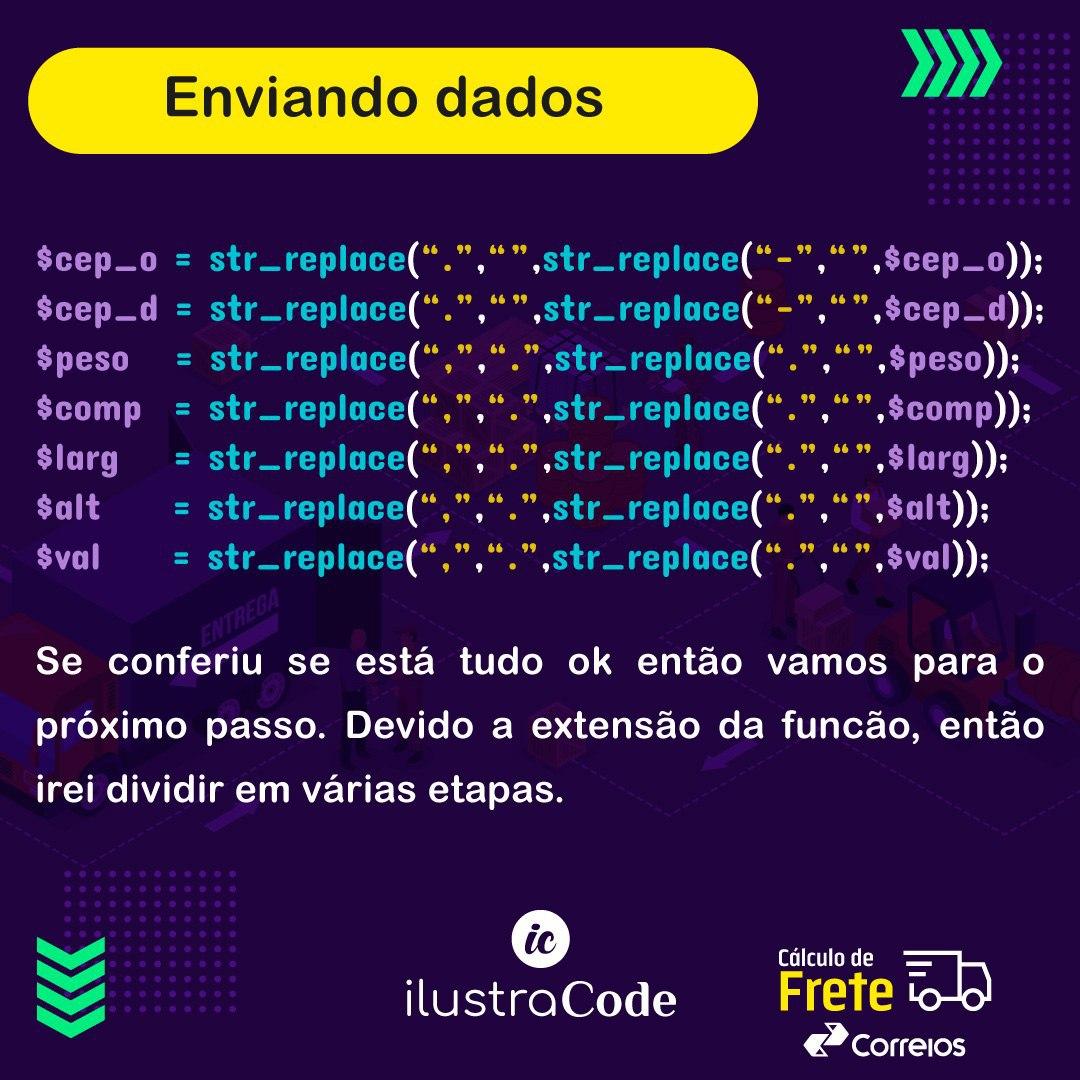 Enviando dados
$cep_o = str_replace(“.”,“”,str_replace(“-”,“”,$cep_o));
$cep_d = str_replace(“.”,“”,str_replace(“-”,“”,$cep_d));
$peso = str_replace(“,”,“.”,str_replace(“.”,“”,$peso));
$comp = str_replace(“,”,“.”,str_replace(“.”,“”,$comp));
$larg = str_replace(“,”,“.”,str_replace(“.”,“”,$larg));
$alt = str_replace(“,”,“.”,str_replace(“.”,“”,$alt));
$val = str_replace(“,”,“.”,str_replace(“.”,“”,$val));
ENTREGA
Se conferiu se está tudo ok então vamos para o
próximo passo. Devido a extensão da funcão, então
irei dividir em várias etapas.
ic
ilustraCode
Cálculo de
Frete
Correios